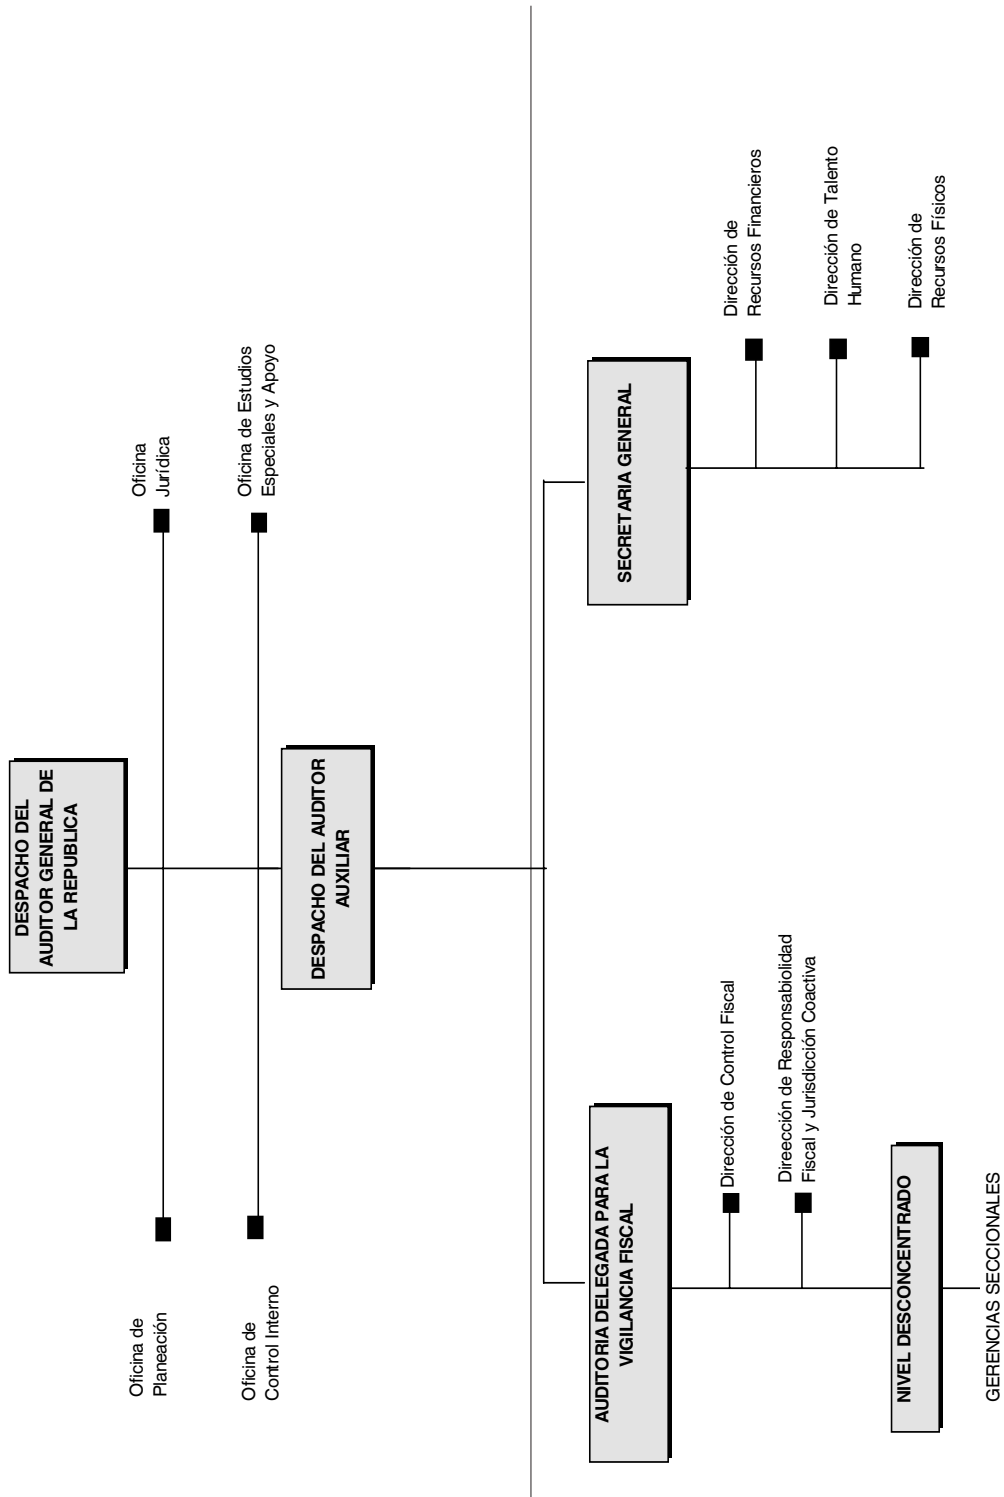 DESPACHO DEL
AUDITOR GENERAL DE
LA REPUBLICA
Oficina de
Planeación
Oficina
Jurídica
Oficina de
Control Interno
Oficina de Estudios
Especiales y Apoyo
DESPACHO DEL AUDITOR
AUXILIAR
AUDITORIA DELEGADA PARA LA
VIGILANCIA FISCAL
Dirección de Control Fiscal
Direección de Responsabiolidad
Fiscal y Jurisdicción Coactiva
NIVEL DESCONCENTRADO
GERENCIAS SECCIONALES
SECRETARIA GENERAL
Dirección de
Recursos Financieros
Dirección de Talento
Humano
Dirección de
Recursos Físicos